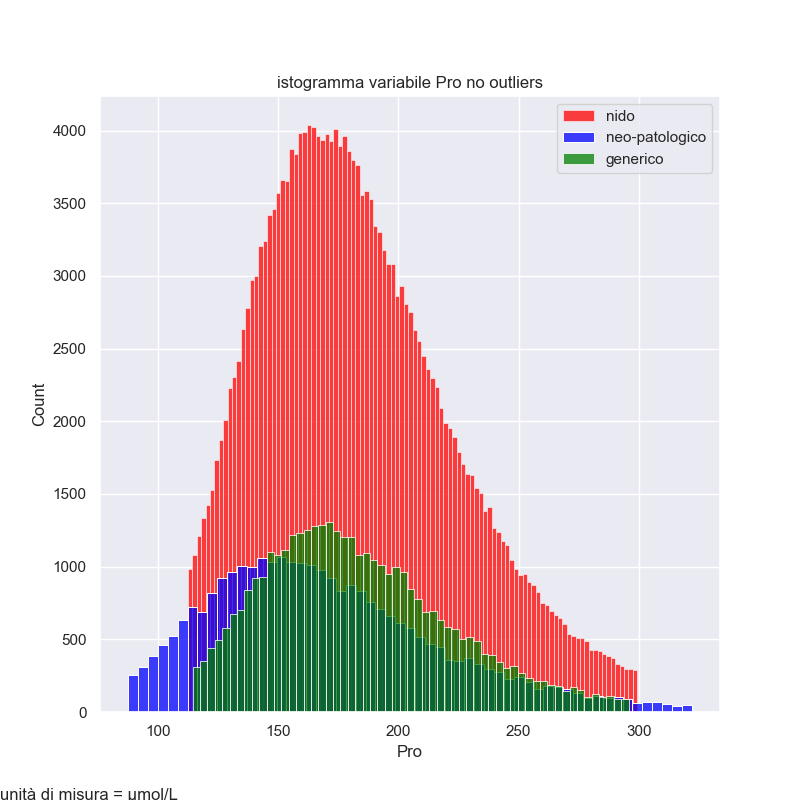 istogramma variabile Pro no outliers
nido
neo-patologico
generico
4000
3500
3000
2500
2000
1500
1000
500
0
Count
100
150
200
250
300
Pro
unità di misura = µmol/L